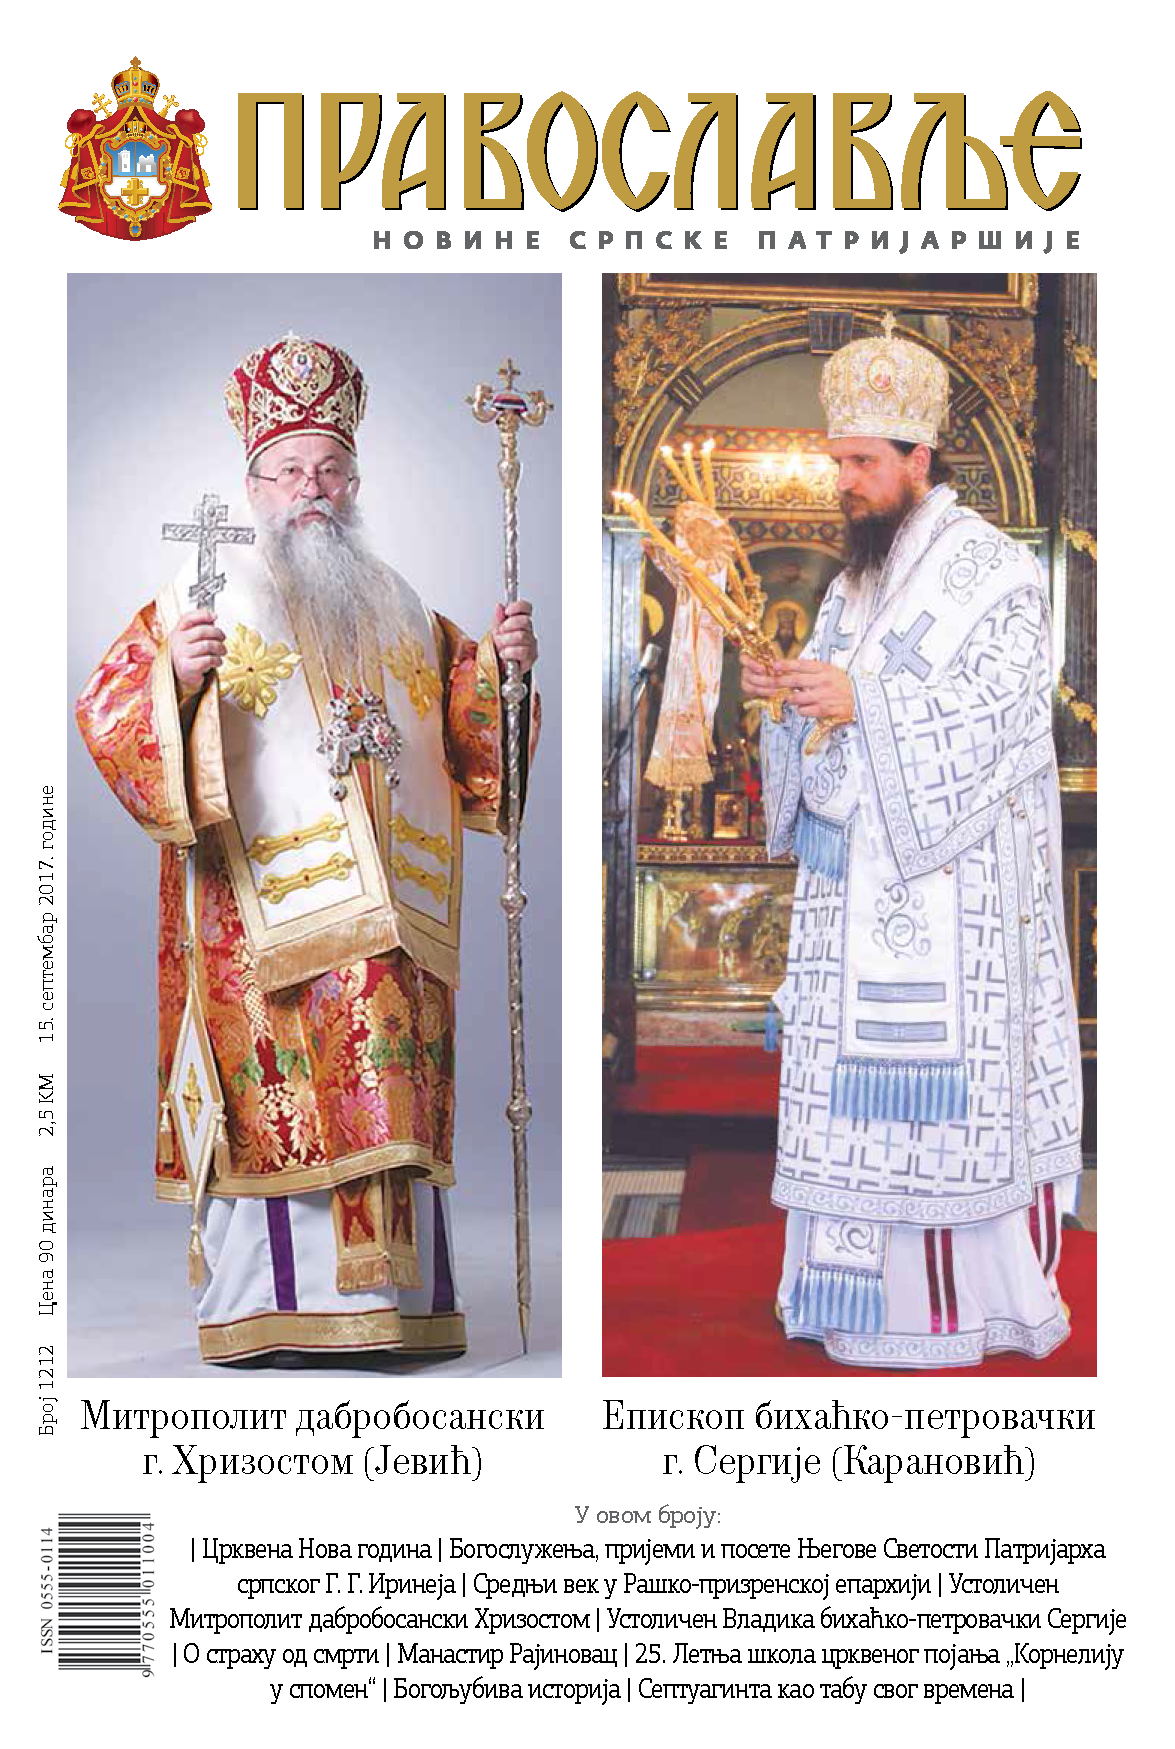 ПРАВОСЛАВЉЕ
НОВИНЕ СРПСКЕ ПАТРИЈАРШИЈЕ
Број 1212 Цена 90 динара 2,5 КМ 15. септембар 2017. године
Митрополит дабробосански
г. Хризостом (Јевић)
Епископ бихаћко-петровачки
г. Сергије (Карановић)
У овом броју:
| Црквена Нова година | Богослужења, пријеми и посете Његове Светости Патријарха
српског Г. Г. Иринеја | Средњи век у Рашко-призренској епархији | Устоличен
Митрополит дабробосански Хризостом | Устоличен Владика бихаћко-петровачки Сергије
| О страху од смрти | Манастир Рајиновац | 25. Летња школа црквеног појања „Корнелију
у спомен“ | Богољубива историја | Септуагинта као табу свог времена |
ISSN 0555-0114
9770555011004